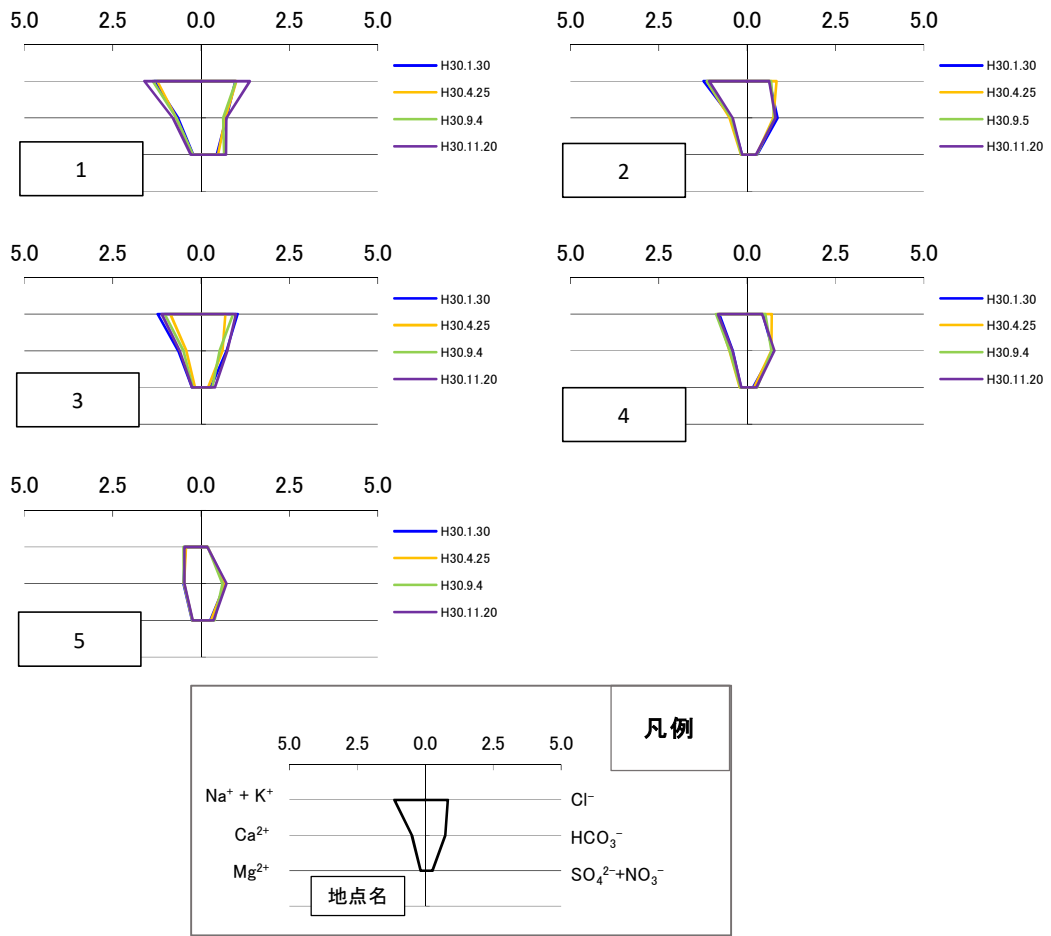 5.0 2.5 0.0 2.5 5.0
H30.1.30
H30.4.25
H30.9.4
H30.11.20
1
5.0 2.5 0.0 2.5 5.0
H30.1.30
H30.4.25
H30.9.5
H30.11.20
2
5.0 2.5 0.0 2.5 5.0
H30.1.30
H30.4.25
H30.9.4
H30.11.20
3
5.0 2.5 0.0 2.5 5.0
H30.1.30
H30.4.25
H30.9.4
H30.11.20
4
5.0 2.5 0.0 2.5 5.0
H30.1.30
H30.4.25
H30.9.4
H30.11.20
5
凡例
5.0 2.5 0.0 2.5 5.0
Na⁺ + K⁺ Cl⁻
Ca²⁺ HCO₃⁻
Mg²⁺ SO₄²⁻+NO₃⁻
地点名